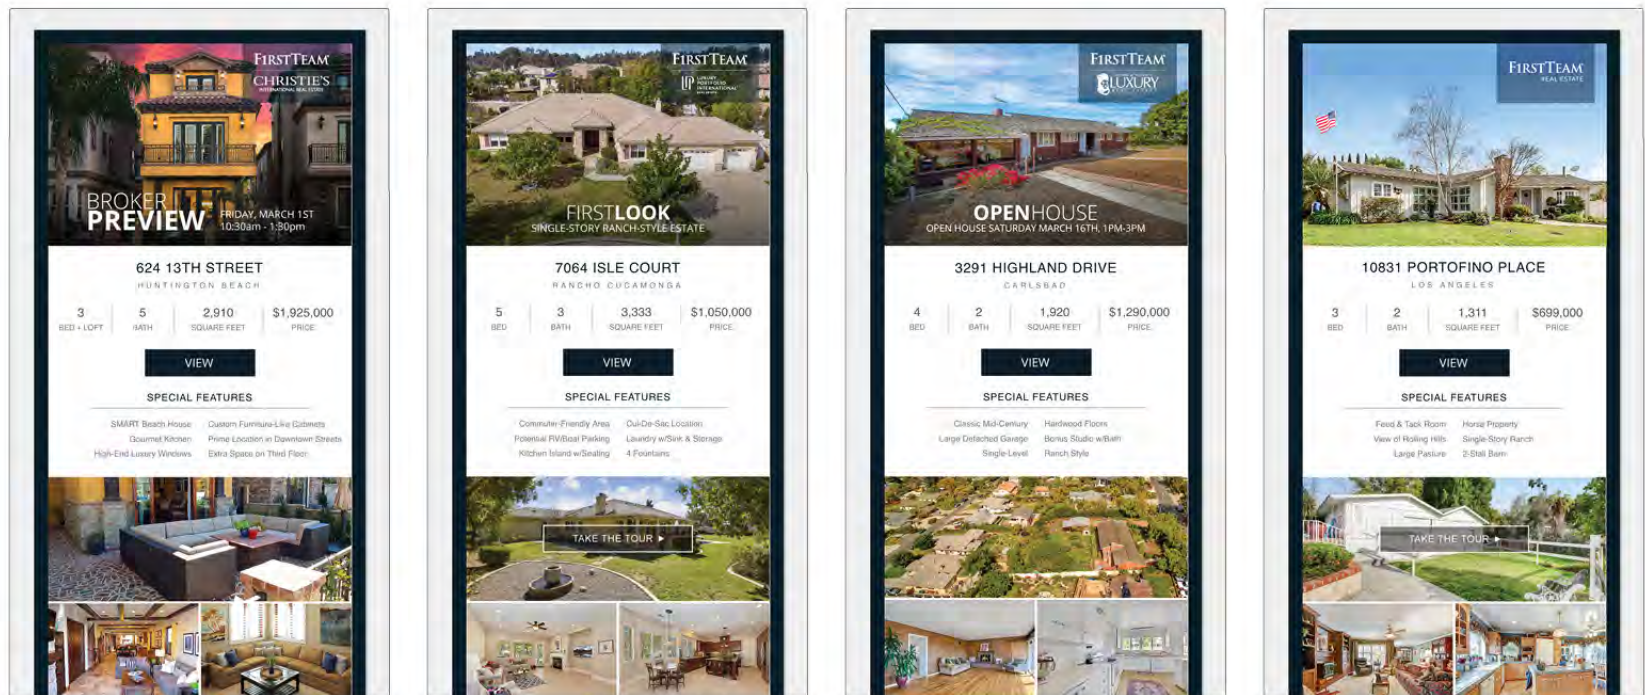 FIRSTTEAM
CHRISTIE'S
INTERNATIONAL REAL ESTATE
BROKER
PREVIEW
FRIDAY, MARCH 1ST
10:30am - 1:30pm
624 13TH STREET
HUNTINGTON BEACH
3 5 2,910 $1,925,000
BED + LOFT BATH SQUARE FEET PRICE
VIEW
SPECIAL FEATURES
SMART Beach House Custom Furniture-Like Cabinets
Gourmet Kitchen Prime Location in Downtown Streets
High-End Luxury Windows Extra Space on Third Floor
FIRSTTEAM
LUXURY
PORTFOLIO
INTERNATIONAL
FIRSTLOOK
SINGLE-STORY RANCH-STYLE ESTATE
7064 ISLE COURT
RANCHO CUCAMONGA
5 3 3,333 $1,050,000
BED BATH SQUARE FEET PRICE
VIEW
SPECIAL FEATURES
Commuter-Friendly Area Cul-De-Sac Location
Potential RV/Boat Parking Laundry w/Sink & Storage
Kitchen Island w/Seating 4 Fountains
TAKE THE TOUR
FIRSTTEAM
LUXURY
OPENHOUSE
OPEN HOUSE SATURDAY MARCH 16TH, 1PM-3PM
3291 HIGHLAND DRIVE
CARLSBAD
4 2 1,920 $1,290,000
BED BATH SQUARE FEET PRICE
VIEW
SPECIAL FEATURES
Classic Mid-Century Hardwood Floors
Large Detached Garage Bonus Studio w/Bath
Single-Level Ranch Style
FIRSTTEAM
REAL ESTATE
10831 PORTOFINO PLACE
LOS ANGELES
3 2 1,311 $699,000
BED BATH SQUARE FEET PRICE
VIEW
SPECIAL FEATURES
Feed & Tack Room Horse Property
View of Rolling Hills Single-Story Ranch
Large Pasture 2-Stall Barn
TAKE THE TOUR